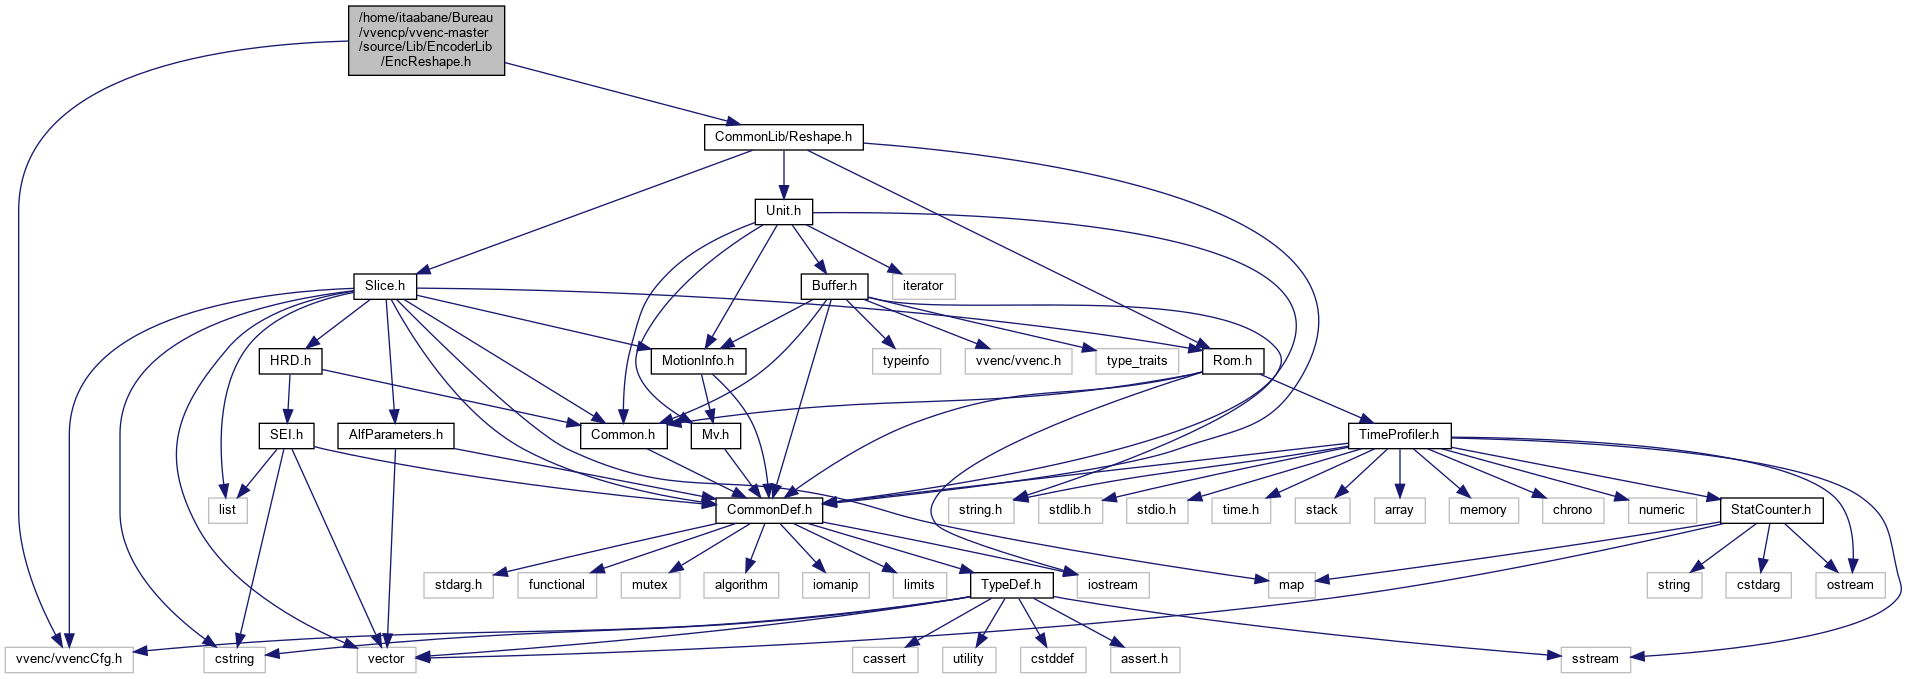 /home/itaabane/Bureau
/vvencp/vvenc-master
/source/Lib/EncoderLib
/EncReshape.h
CommonLib/Reshape.h
Unit.h
Slice.h
Buffer.h
iterator
HRD.h
MotionInfo.h
typeinfo
vvenc/vvenc.h
type_traits
Rom.h
SEI.h
AlfParameters.h
Common.h
Mv.h
TimeProfiler.h
list
CommonDef.h
string.h
stdlib.h
stdio.h
time.h
stack
array
memory
chrono
numeric
StatCounter.h
stdarg.h
functional
mutex
algorithm
iomanip
limits
TypeDef.h
iostream
map
string
cstdarg
ostream
vvenc/vvencCfg.h
cstring
vector
cassert
utility
cstddef
assert.h
sstream